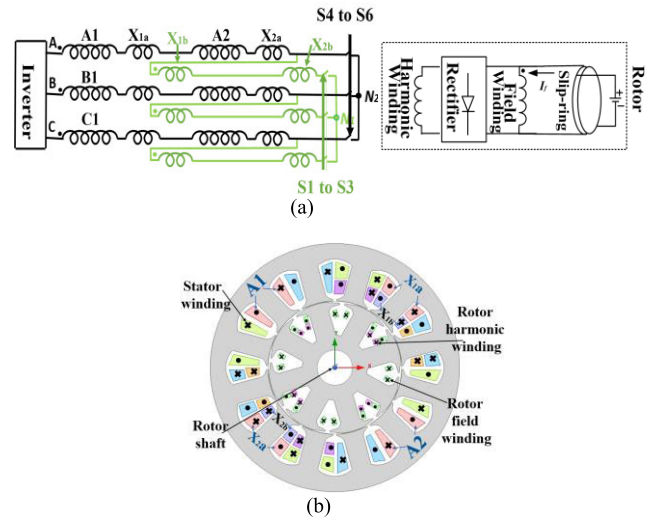 S4 to S6
A A1 X1a X1b A2 X2a X2b
Inverter
B B1
C C1
N2
S1 to S3
Harmonic Winding
Rectifier
Field Winding
If
Slip-ring
+ -
Rotor
(a)
Stator winding
A1
X1a
X1b
Rotor harmonic winding
Rotor field winding
A2
X2b
X2a
Rotor shaft
(b)